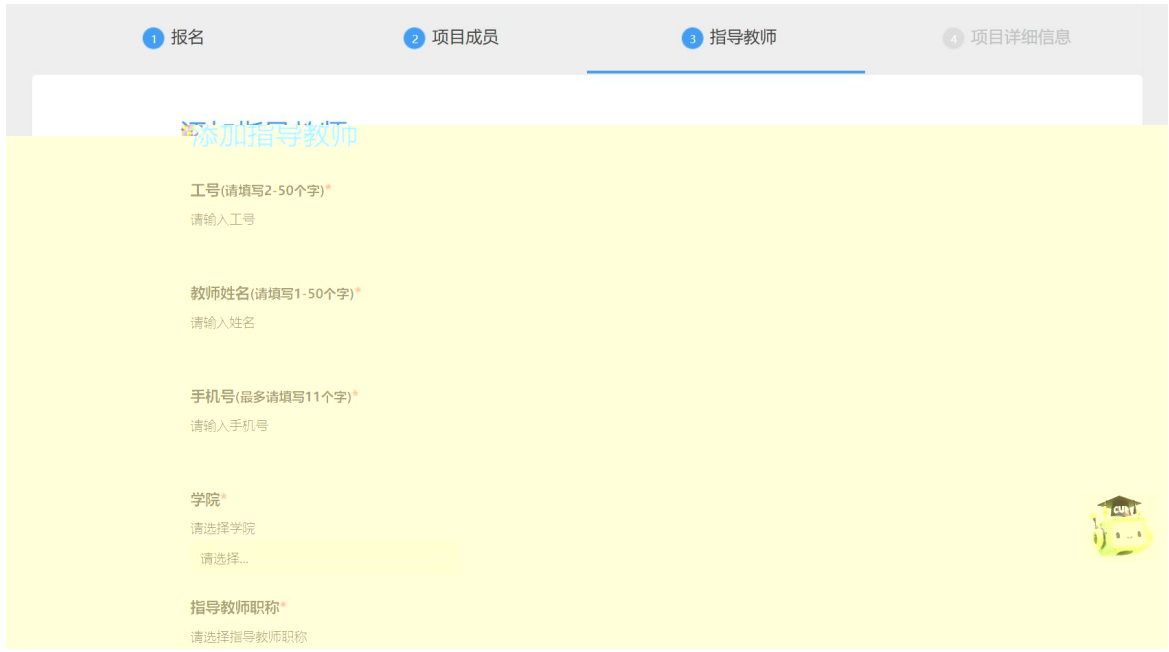 1 报名 2 项目成员 3 指导教师 4 项目详细信息
添加指导教师
工号(请填写2-50个字)*
请输入工号
教师姓名(请填写1-50个字)*
请输入姓名
手机号(最多请填写11个字)*
请输入手机号
学院*
请选择学院
请选择...
指导教师职称*
请选择指导教师职称